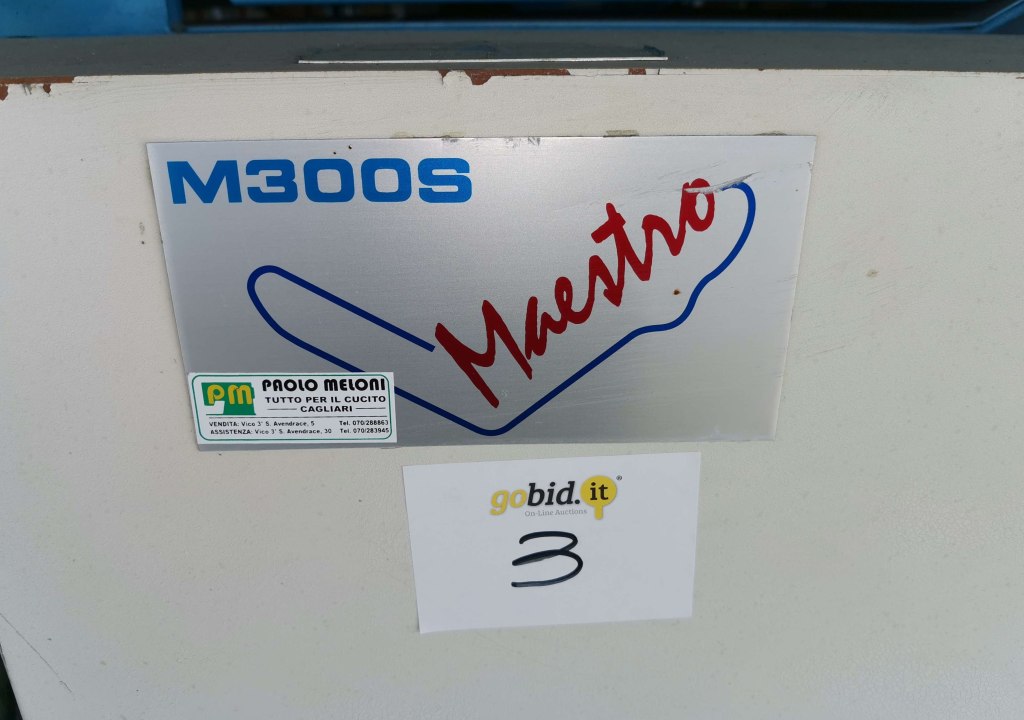 M300S
Maestro
pm PAOLO MELONI
TUTTO PER IL CUCITO
CAGLIARI
VENDITA: Vico 3° S. Avendrace, 5 Tel. 070/288863
ASSISTENZA: Vico 3° S. Avendrace, 30 Tel. 070/283945
gobid.it®
On-Line Auctions
3